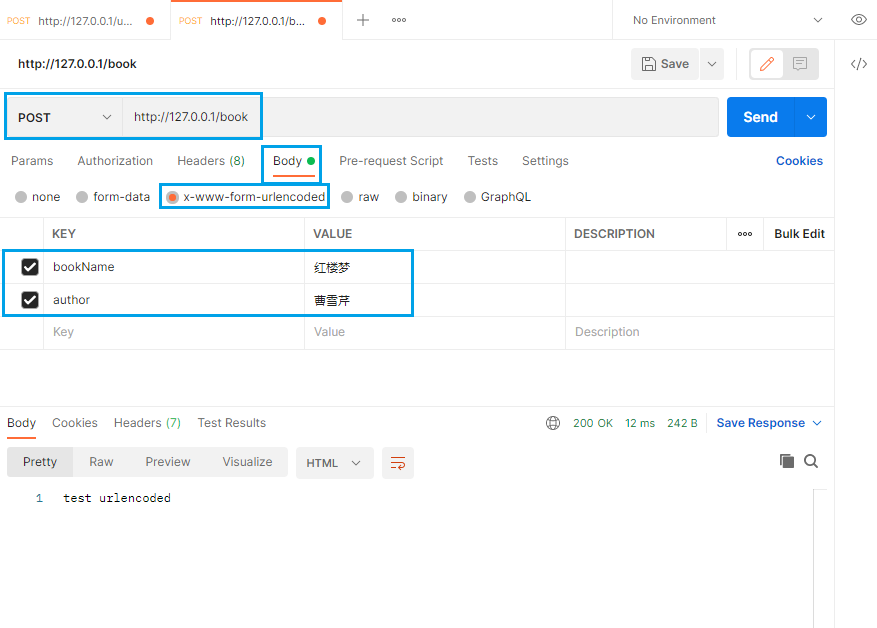 POST http://127.0.0.1/u... POST http://127.0.0.1/b... No Environment
http://127.0.0.1/book Save
POST http://127.0.0.1/book Send
Params Authorization Headers (8) Body Pre-request Script Tests Settings Cookies
none form-data x-www-form-urlencoded raw binary GraphQL
KEY VALUE DESCRIPTION Bulk Edit
bookName 红楼梦
author 曹雪芹
Key Value Description
Body Cookies Headers (7) Test Results 200 OK 12 ms 242 B Save Response
Pretty Raw Preview Visualize HTML
1 test urlencoded